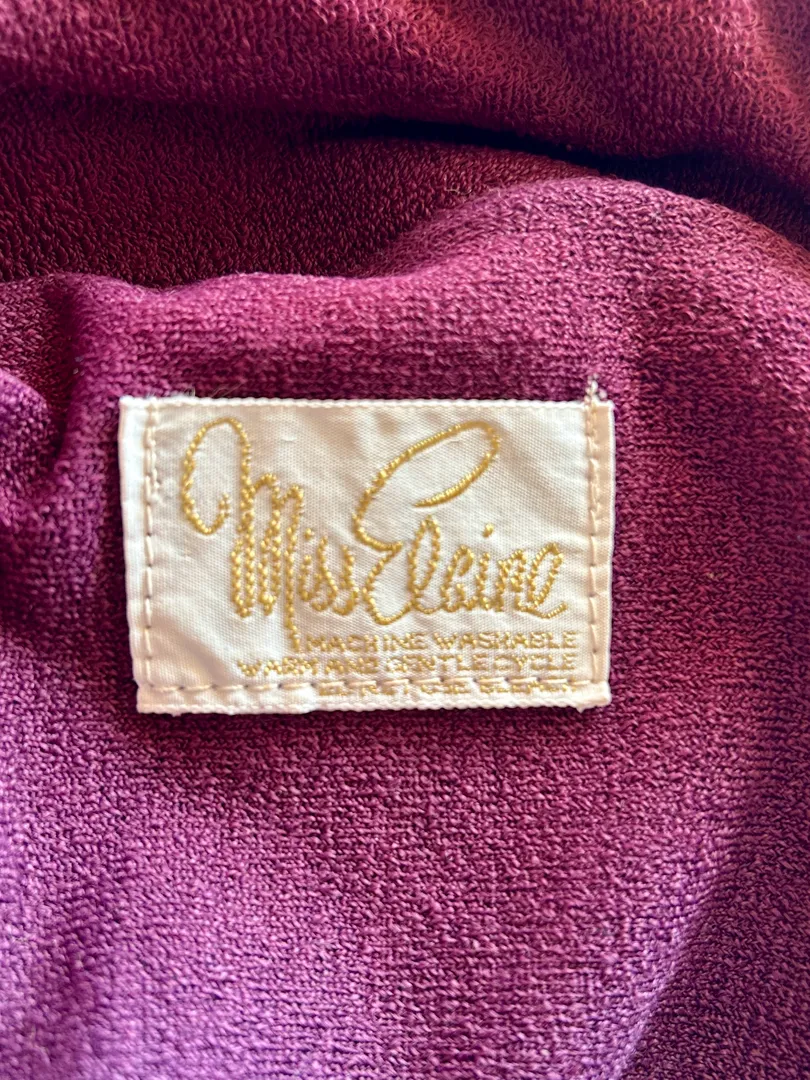 Miss Elaine
MACHINE WASHABLE
WARM AND GENTLE CYCLE